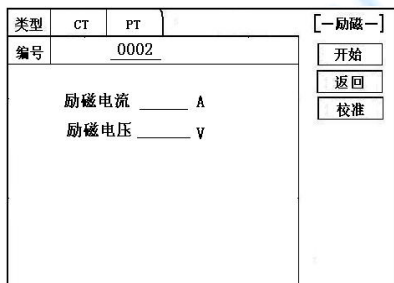 类型 CT PT
编号 0002
励磁电流 A
励磁电压 V
[—励磁—]
开始
返回
校准